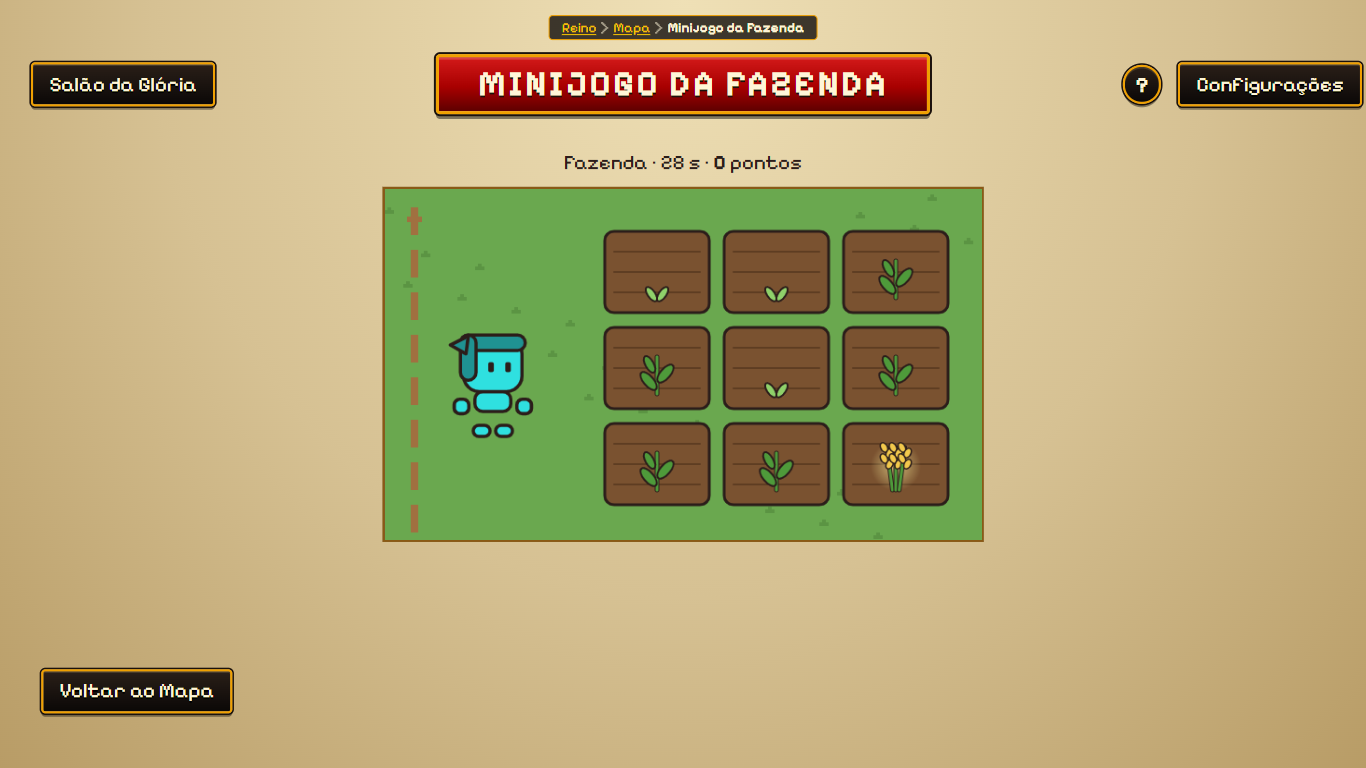 Reino > Mapa > Minijogo da Fazenda
Salão da Glória
MINIJOGO DA FAZENDA
?
Configurações
Fazenda · 28 s · 0 pontos
Voltar ao Mapa